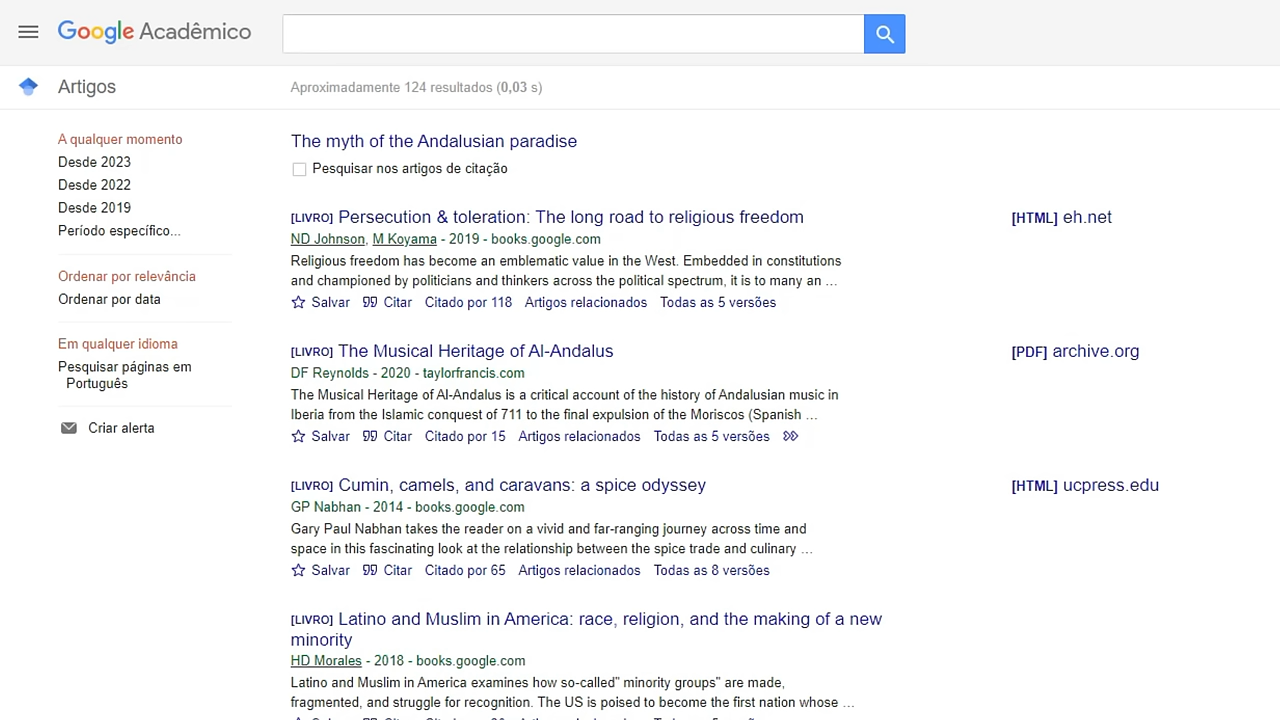 Google Acadêmico
Artigos
Aproximadamente 124 resultados (0,03 s)
A qualquer momento
Desde 2023
Desde 2022
Desde 2019
Período específico...
Ordenar por relevância
Ordenar por data
Em qualquer idioma
Pesquisar páginas em
Português
Criar alerta
The myth of the Andalusian paradise
Pesquisar nos artigos de citação
[LIVRO] Persecution & toleration: The long road to religious freedom
[HTML] eh.net
ND Johnson, M Koyama - 2019 - books.google.com
Religious freedom has become an emblematic value in the West. Embedded in constitutions
and championed by politicians and thinkers across the political spectrum, it is to many an …
Salvar Citar Citado por 118 Artigos relacionados Todas as 5 versões
[LIVRO] The Musical Heritage of Al-Andalus
[PDF] archive.org
DF Reynolds - 2020 - taylorfrancis.com
The Musical Heritage of Al-Andalus is a critical account of the history of Andalusian music in
Iberia from the Islamic conquest of 711 to the final expulsion of the Moriscos (Spanish …
Salvar Citar Citado por 15 Artigos relacionados Todas as 5 versões
[LIVRO] Cumin, camels, and caravans: a spice odyssey
[HTML] ucpress.edu
GP Nabhan - 2014 - books.google.com
Gary Paul Nabhan takes the reader on a vivid and far-ranging journey across time and
space in this fascinating look at the relationship between the spice trade and culinary …
Salvar Citar Citado por 65 Artigos relacionados Todas as 8 versões
[LIVRO] Latino and Muslim in America: race, religion, and the making of a new
minority
HD Morales - 2018 - books.google.com
Latino and Muslim in America examines how so-called" minority groups" are made,
fragmented, and struggle for recognition. The US is poised to become the first nation whose …